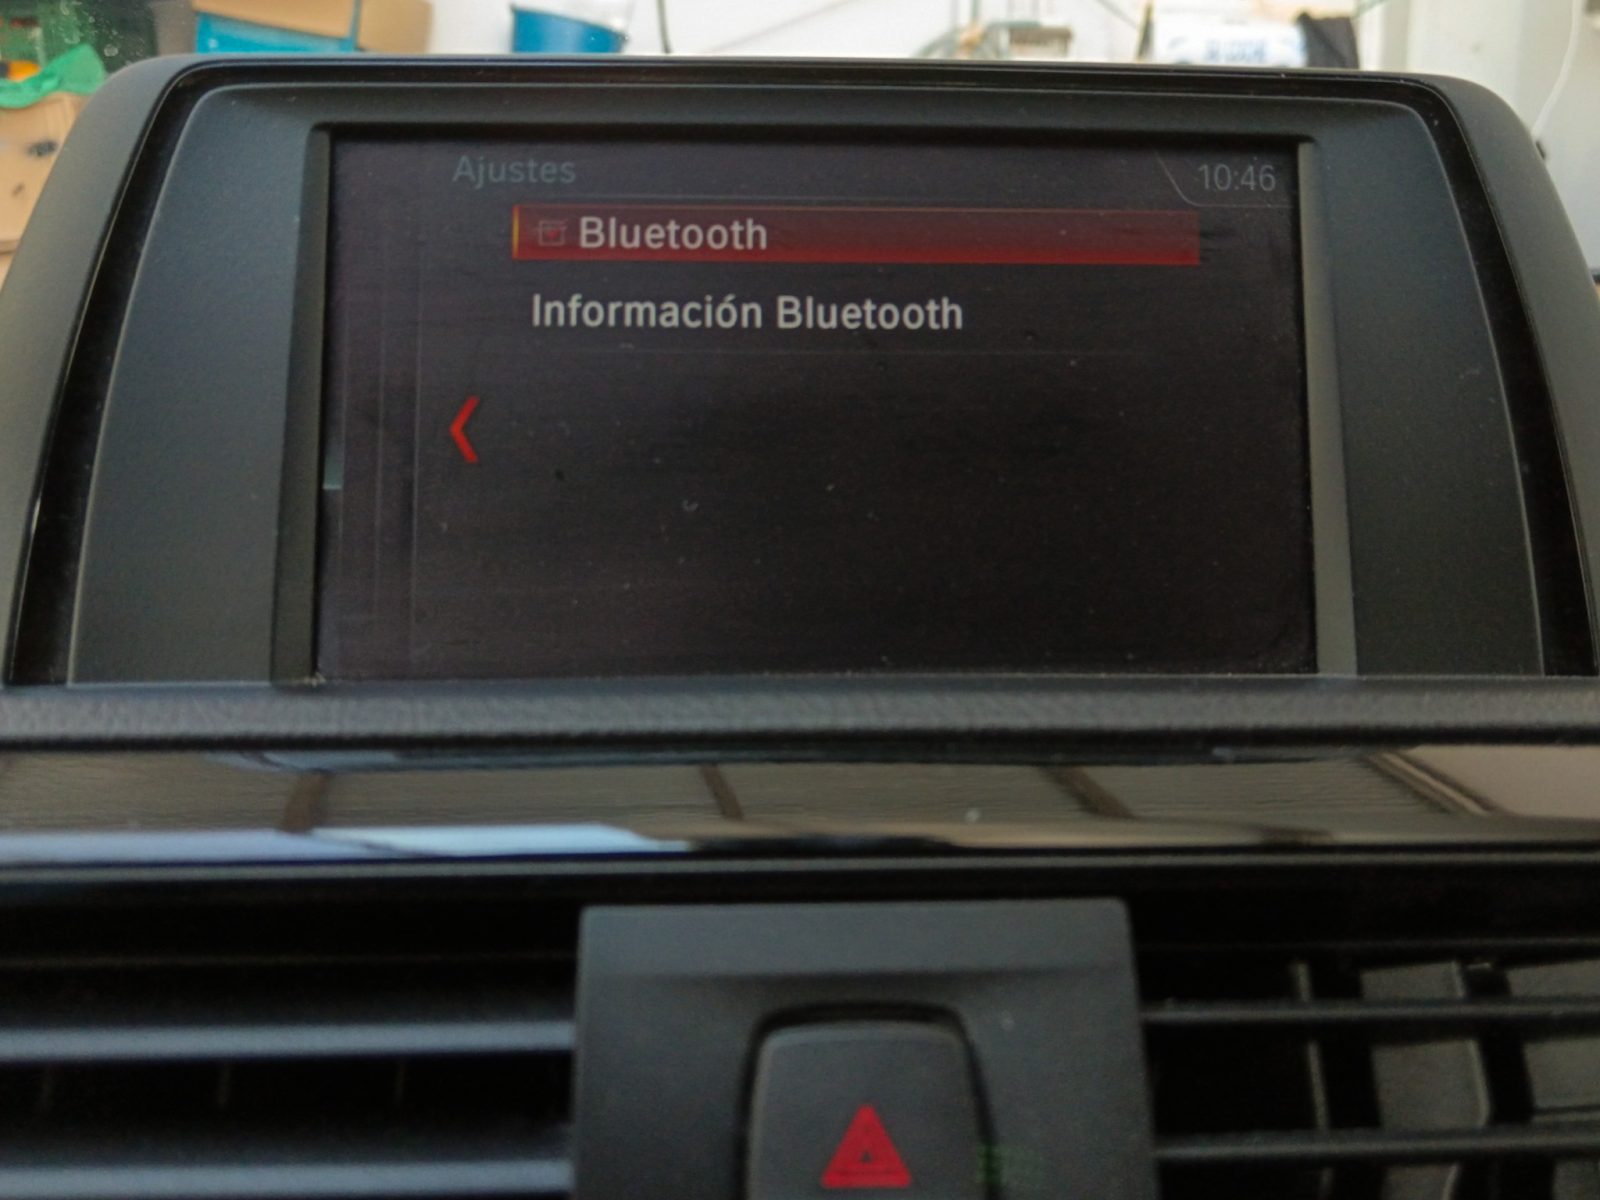 Ajustes
10:46
Bluetooth
Información Bluetooth